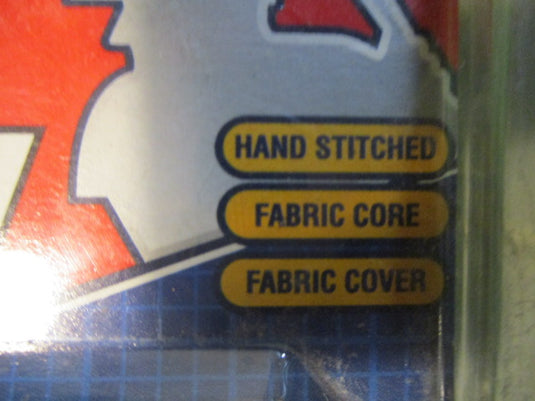 HAND STITCHED
FABRIC CORE
FABRIC COVER